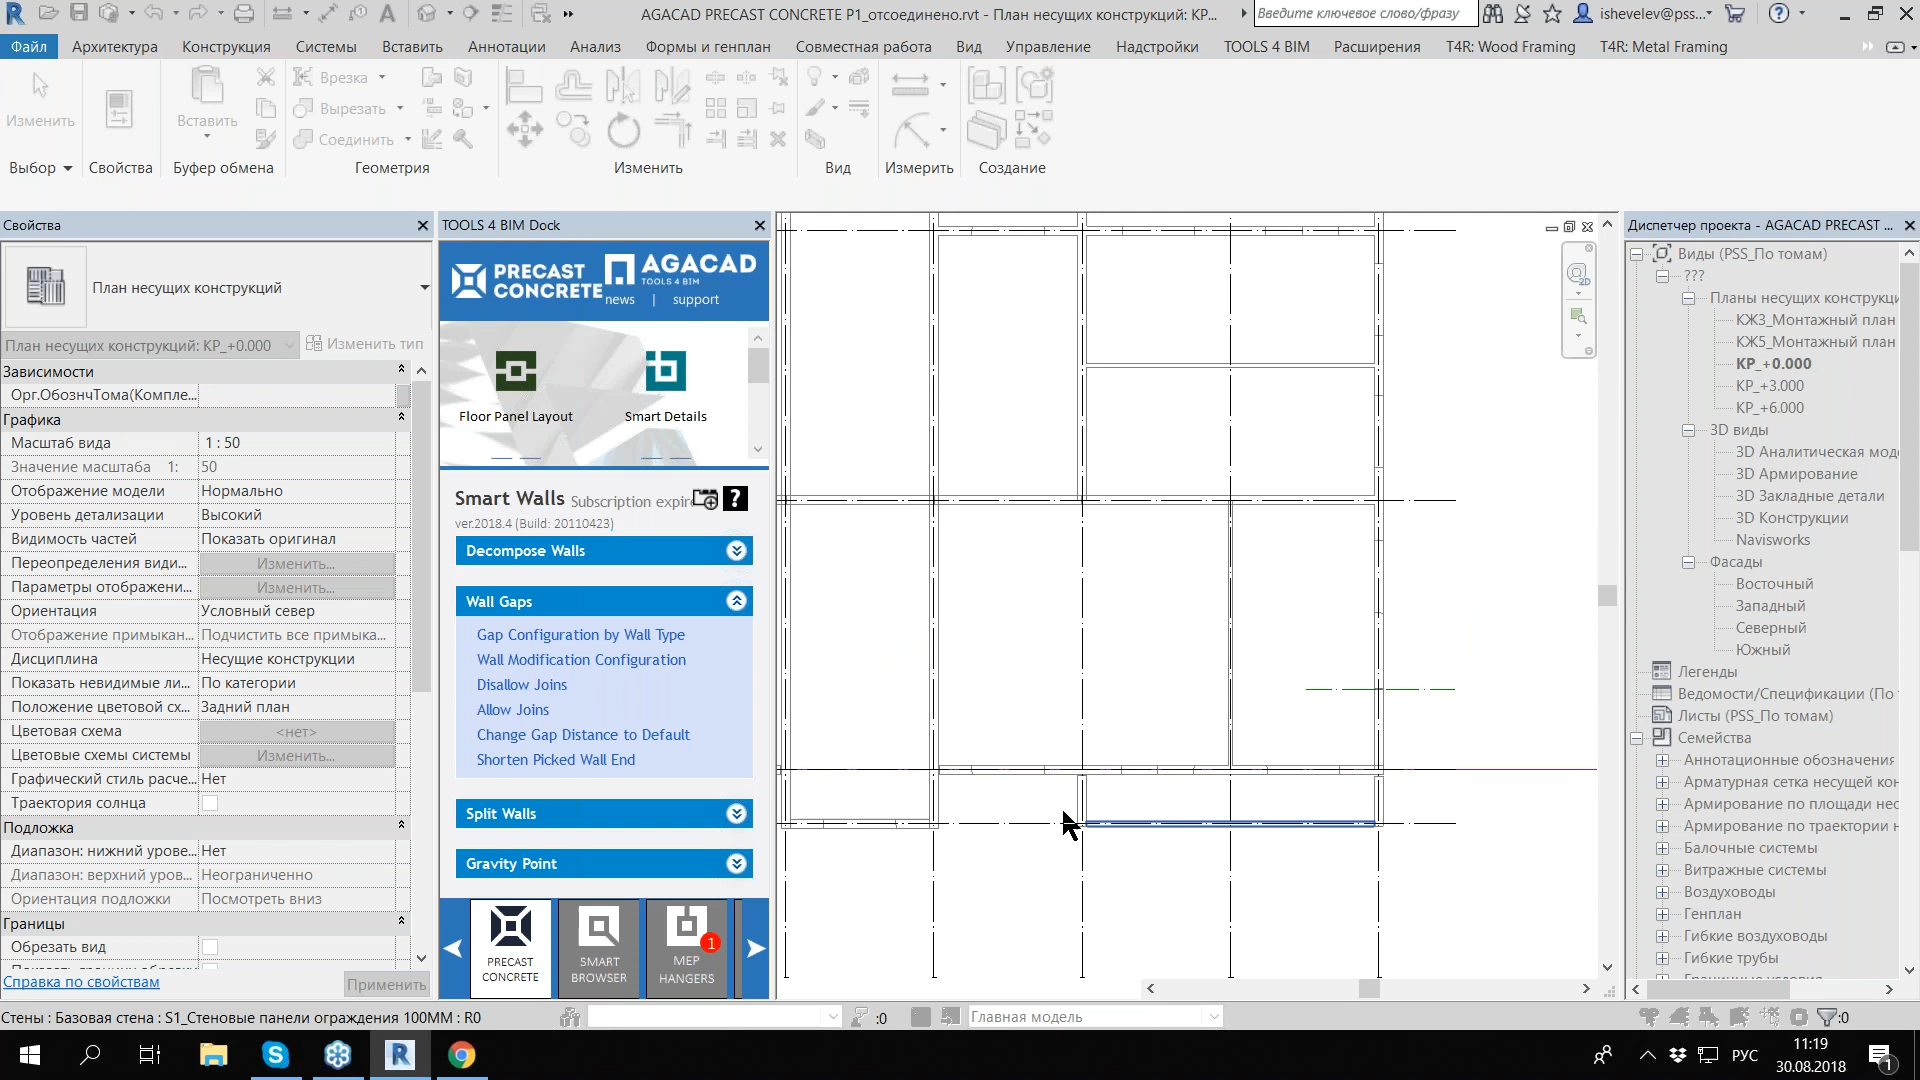 AGACAD PRECAST CONCRETE P1_отсоединено.rvt - План несущих конструкций: КР...
Введите ключевое слово/фразу
ishevelev@pss...
Файл Архитектура Конструкция Системы Вставить Аннотации Анализ Формы и генплан Совместная работа Вид Управление Надстройки TOOLS 4 BIM Расширения T4R: Wood Framing T4R: Metal Framing
Изменить
Вставить
Врезка
Вырезать
Соединить
Выбор Свойства Буфер обмена Геометрия Изменить Вид Измерить Создание
Свойства
План несущих конструкций
План несущих конструкций: КР_+0.000 Изменить тип
Зависимости
Орг.ОбознчТома(Компле...
Графика
Масштаб вида 1 : 50
Значение масштаба 1: 50
Отображение модели Нормально
Уровень детализации Высокий
Видимость частей Показать оригинал
Переопределения види... Изменить...
Параметры отображени... Изменить...
Ориентация Условный север
Отображение примыкан... Подчистить все примыка...
Дисциплина Несущие конструкции
Показать невидимые ли... По категории
Положение цветовой сх... Задний план
Цветовая схема <нет>
Цветовые схемы системы Изменить...
Графический стиль расче... Нет
Траектория солнца
Подложка
Диапазон: нижний урове... Нет
Диапазон: верхний уров... Неограниченно
Ориентация подложки Посмотреть вниз
Границы
Обрезать вид
Справка по свойствам
Применить
TOOLS 4 BIM Dock
PRECAST CONCRETE
AGACAD
TOOLS 4 BIM
news | support
Floor Panel Layout
Smart Details
Smart Walls Subscription expire
ver.2018.4 (Build: 20110423)
Decompose Walls
Wall Gaps
Gap Configuration by Wall Type
Wall Modification Configuration
Disallow Joins
Allow Joins
Change Gap Distance to Default
Shorten Picked Wall End
Split Walls
Gravity Point
PRECAST CONCRETE
SMART BROWSER
MEP HANGERS
1
2D
Диспетчер проекта - AGACAD PRECAST ...
Виды (PSS_По томам)
???
Планы несущих конструкци
КЖ3_Монтажный план
КЖ5_Монтажный план
КР_+0.000
КР_+3.000
КР_+6.000
3D виды
3D Аналитическая мод
3D Армирование
3D Закладные детали
3D Конструкции
Navisworks
Фасады
Восточный
Западный
Северный
Южный
Легенды
Ведомости/Спецификации (По
Листы (PSS_По томам)
Семейства
Аннотационные обозначения
Арматурная сетка несущей кон
Армирование по площади нес
Армирование по траектории н
Балочные системы
Витражные системы
Воздуховоды
Генплан
Гибкие воздуховоды
Гибкие трубы
Стены : Базовая стена : S1_Стеновые панели ограждения 100ММ : R0
:0
Главная модель
:0
РУС
11:19
30.08.2018
1